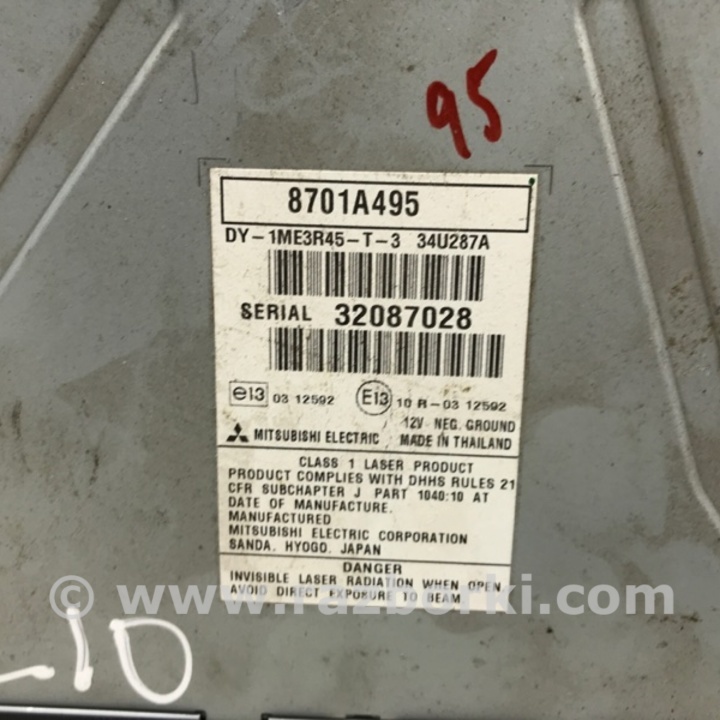 95
8701A495
DY-1ME3R45-T-3 34U287A
SERIAL 32087028
e13 03 12592 E13 10 R-03 12592
12V NEG. GROUND
MITSUBISHI ELECTRIC MADE IN THAILAND
CLASS 1 LASER PRODUCT
PRODUCT COMPLIES WITH DHHS RULES 21
CFR SUBCHAPTER J PART 1040:10 AT
DATE OF MANUFACTURE.
MANUFACTURED
MITSUBISHI ELECTRIC CORPORATION
SANDA, HYOGO, JAPAN
DANGER
INVISIBLE LASER RADIATION WHEN OPEN
AVOID DIRECT EXPOSURE TO BEAM
© www.razborki.com
-10